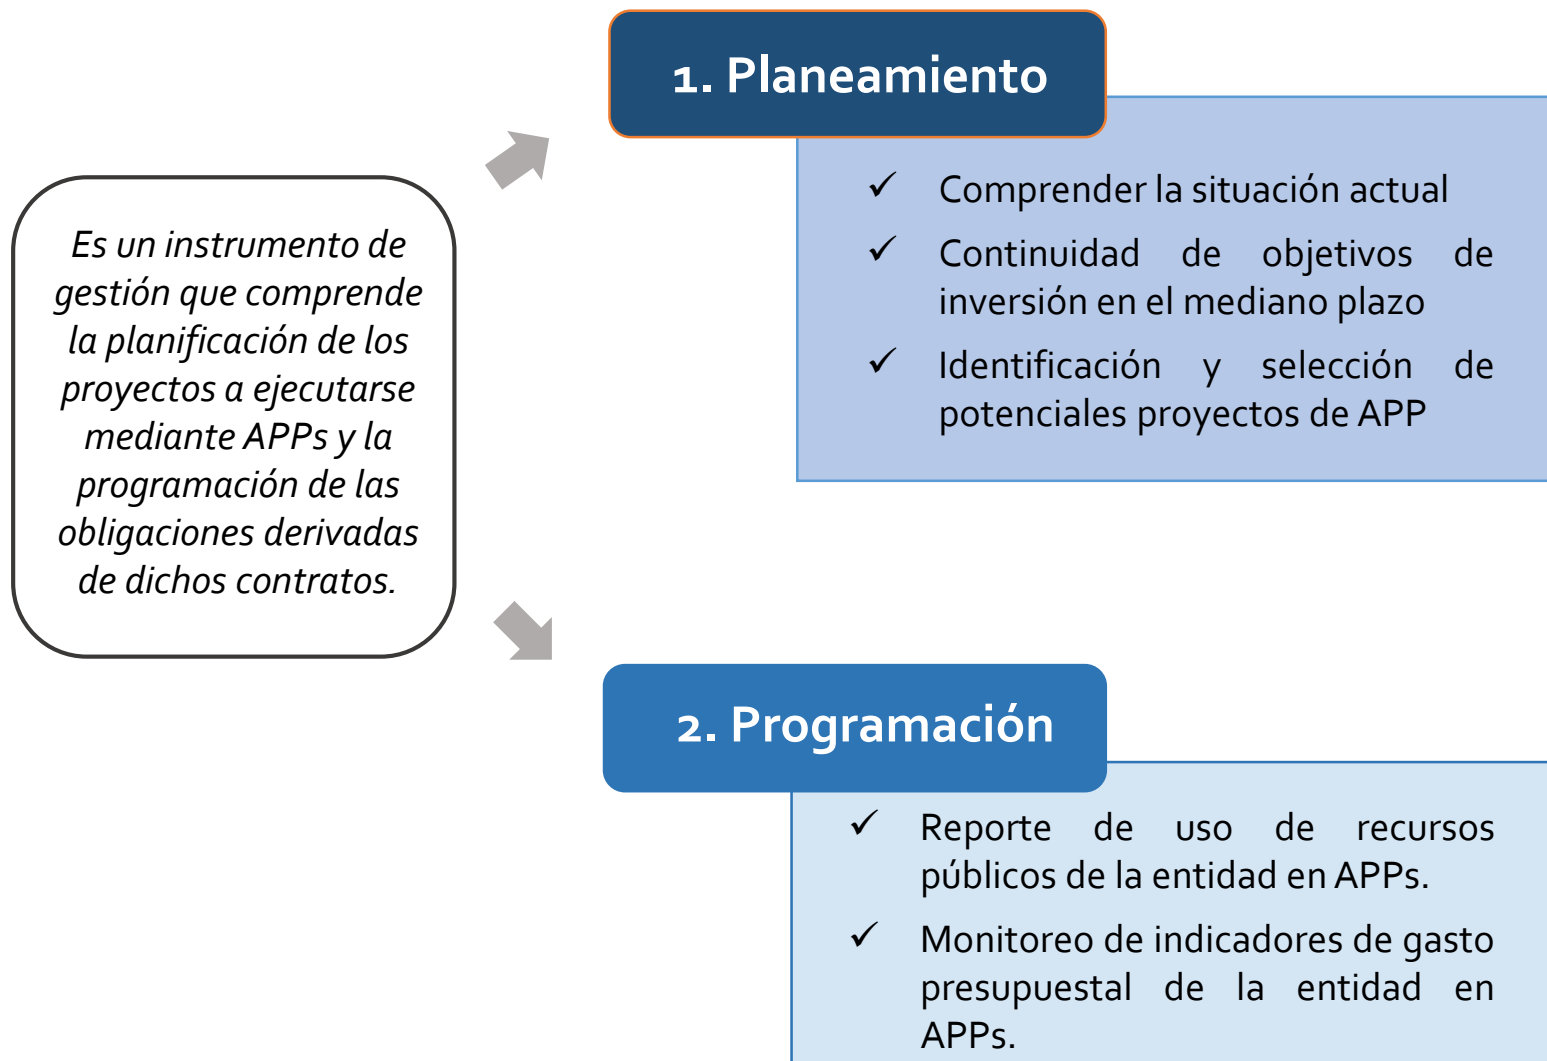 Es un instrumento de
gestión que comprende
la planificación de los
proyectos a ejecutarse
mediante APPs y la
programación de las
obligaciones derivadas
de dichos contratos.
1. Planeamiento
✓ Comprender la situación actual
✓ Continuidad de objetivos de
inversión en el mediano plazo
✓ Identificación y selección de
potenciales proyectos de APP
2. Programación
✓ Reporte de uso de recursos
públicos de la entidad en APPs.
✓ Monitoreo de indicadores de gasto
presupuestal de la entidad en
APPs.